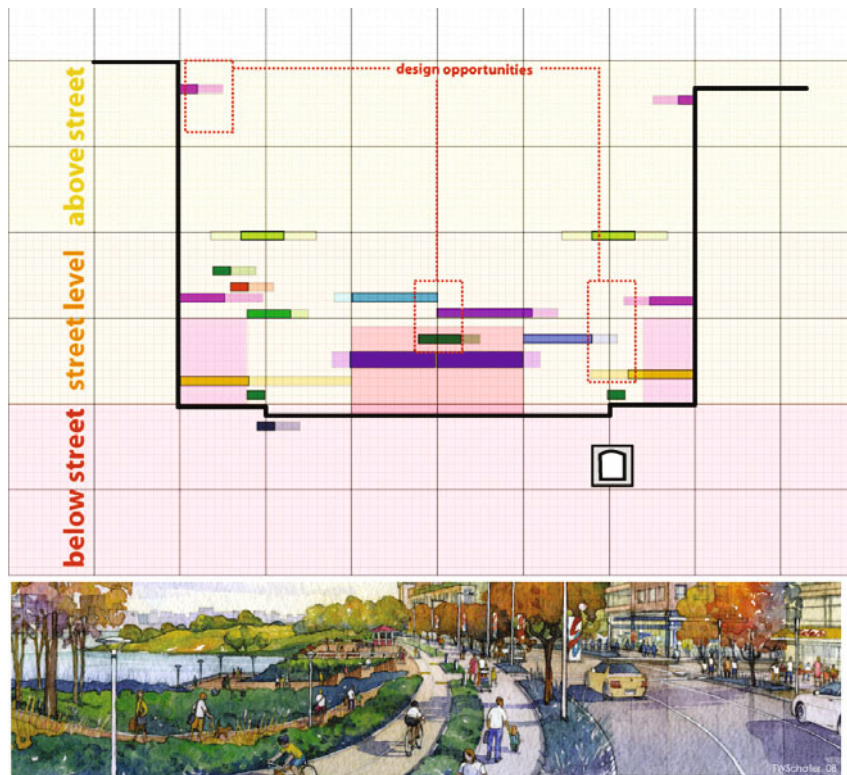 design opportunities
above street
street level
below street
TWSchaller 08